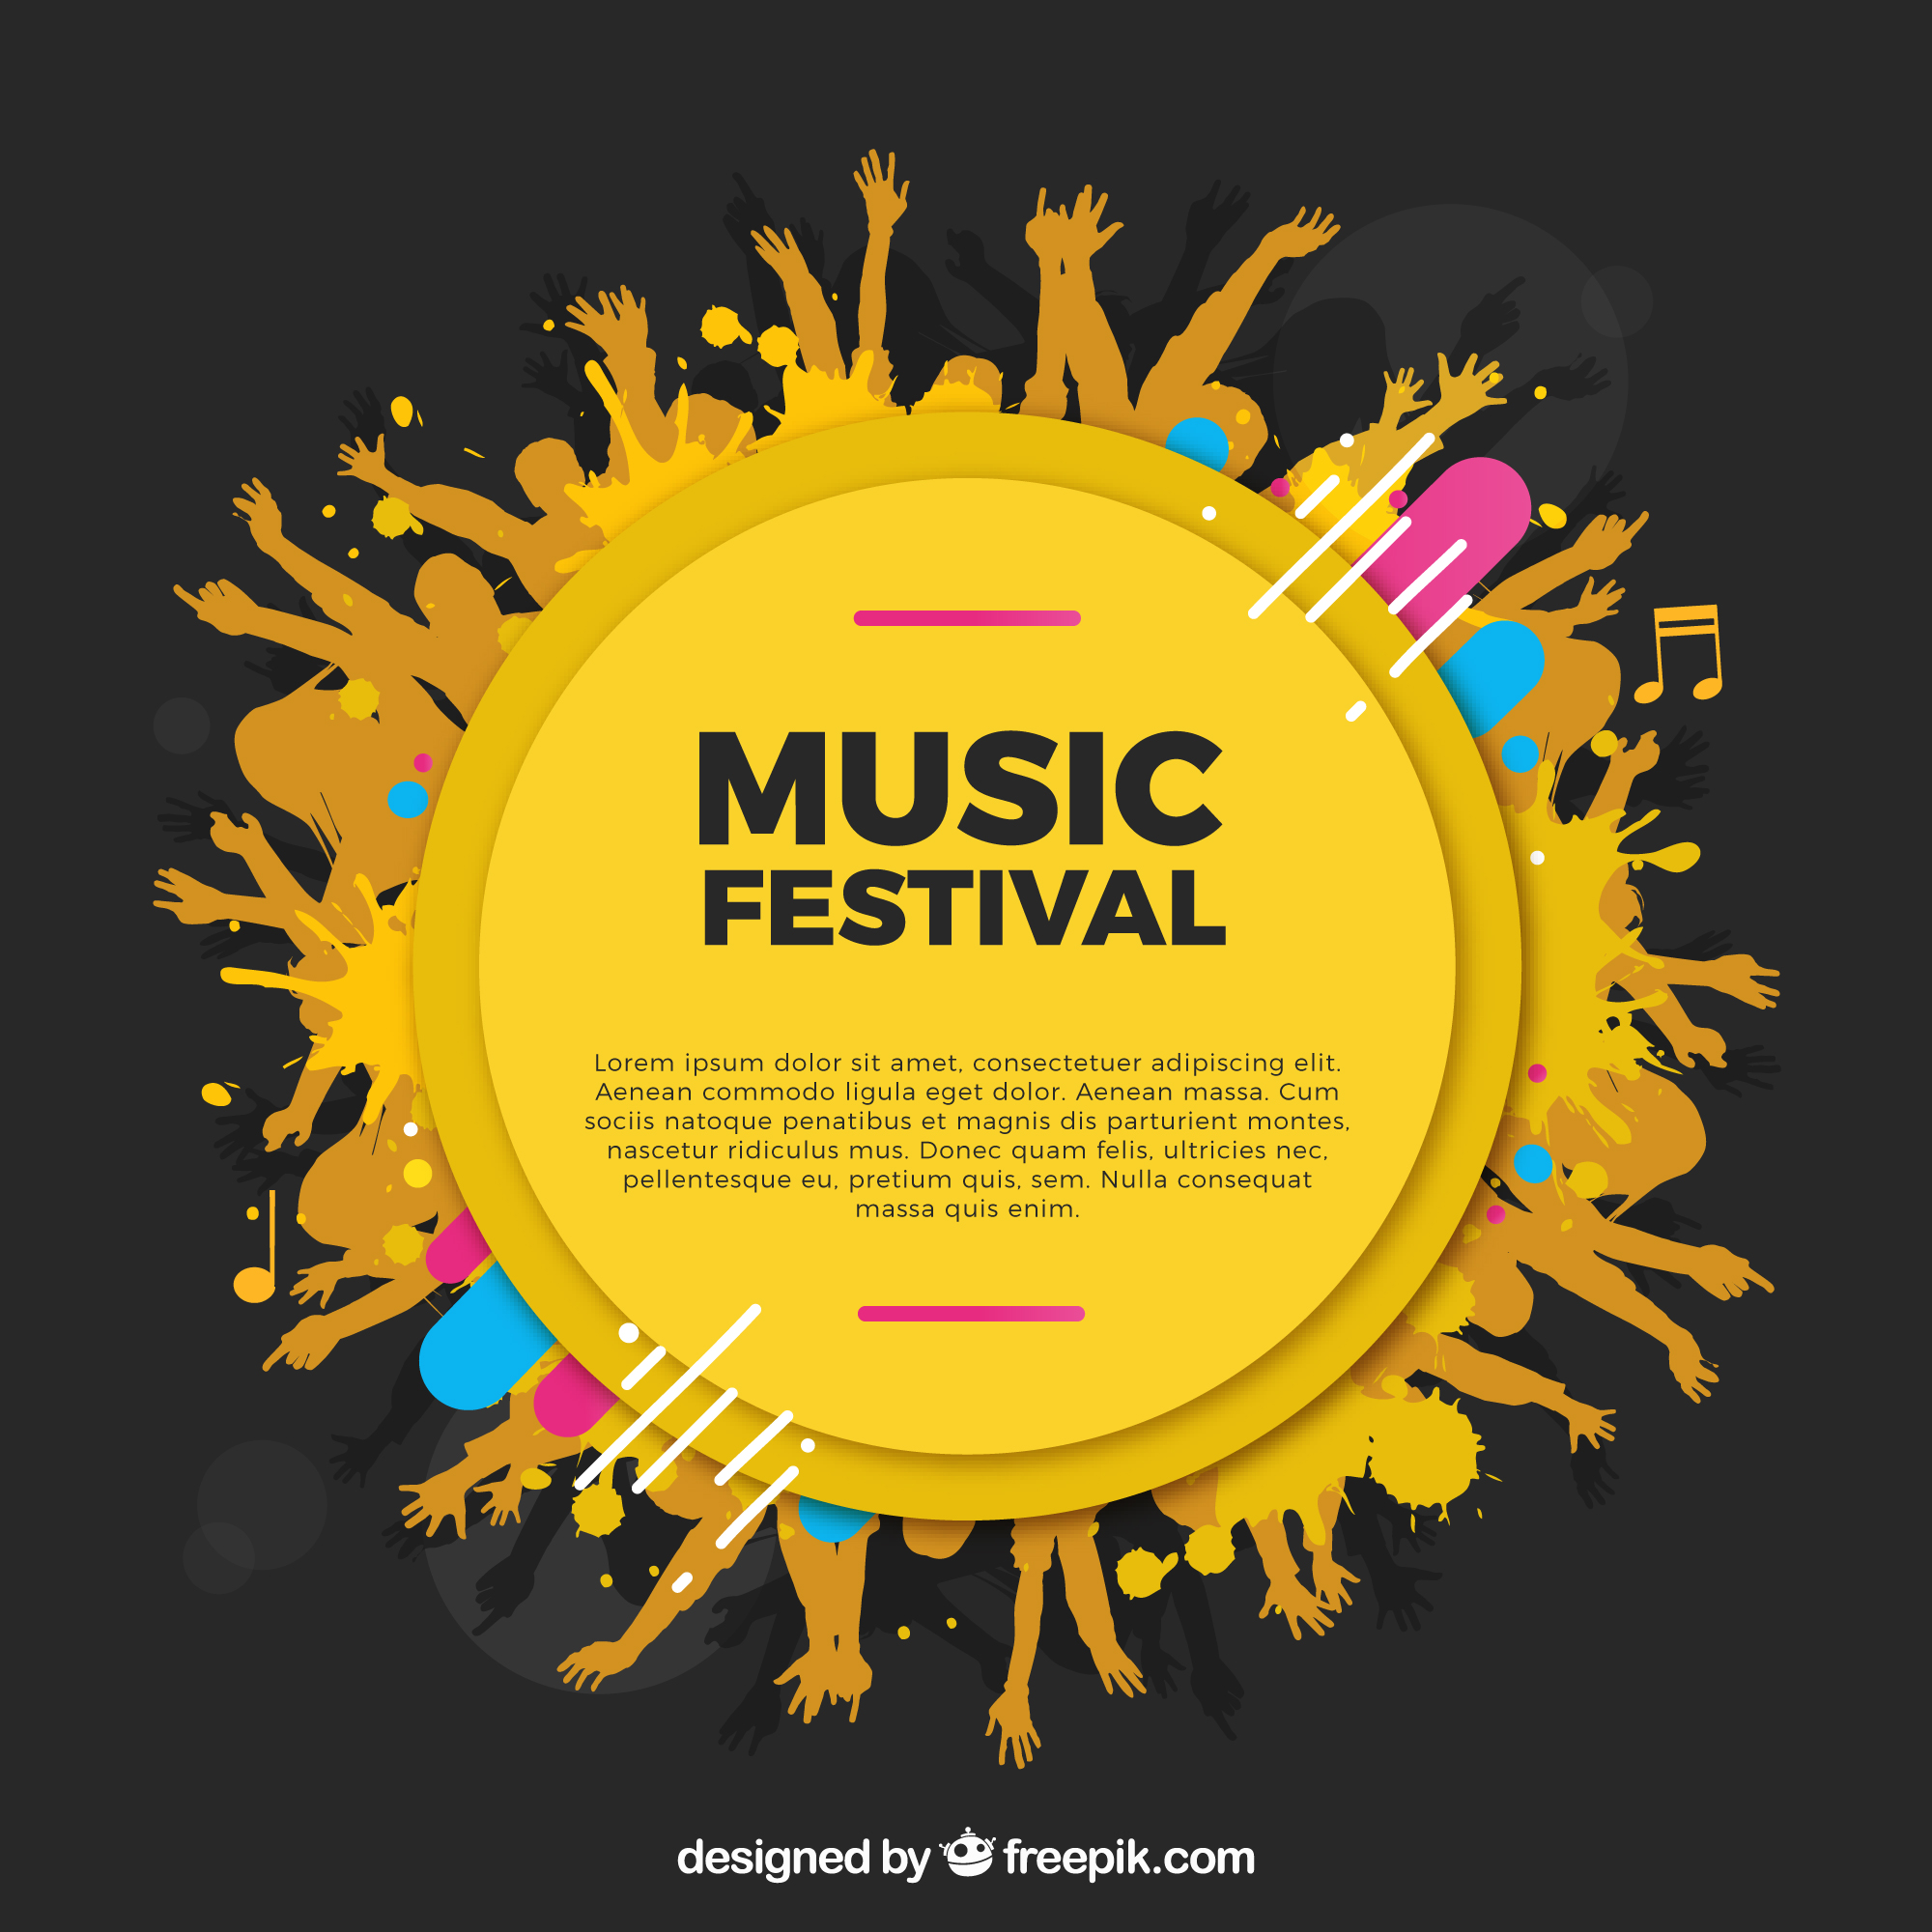 MUSIC
FESTIVAL
Lorem ipsum dolor sit amet, consectetuer adipiscing elit.
Aenean commodo ligula eget dolor. Aenean massa. Cum
sociis natoque penatibus et magnis dis parturient montes,
nascetur ridiculus mus. Donec quam felis, ultricies nec,
pellentesque eu, pretium quis, sem. Nulla consequat
massa quis enim.
designed by freepik.com